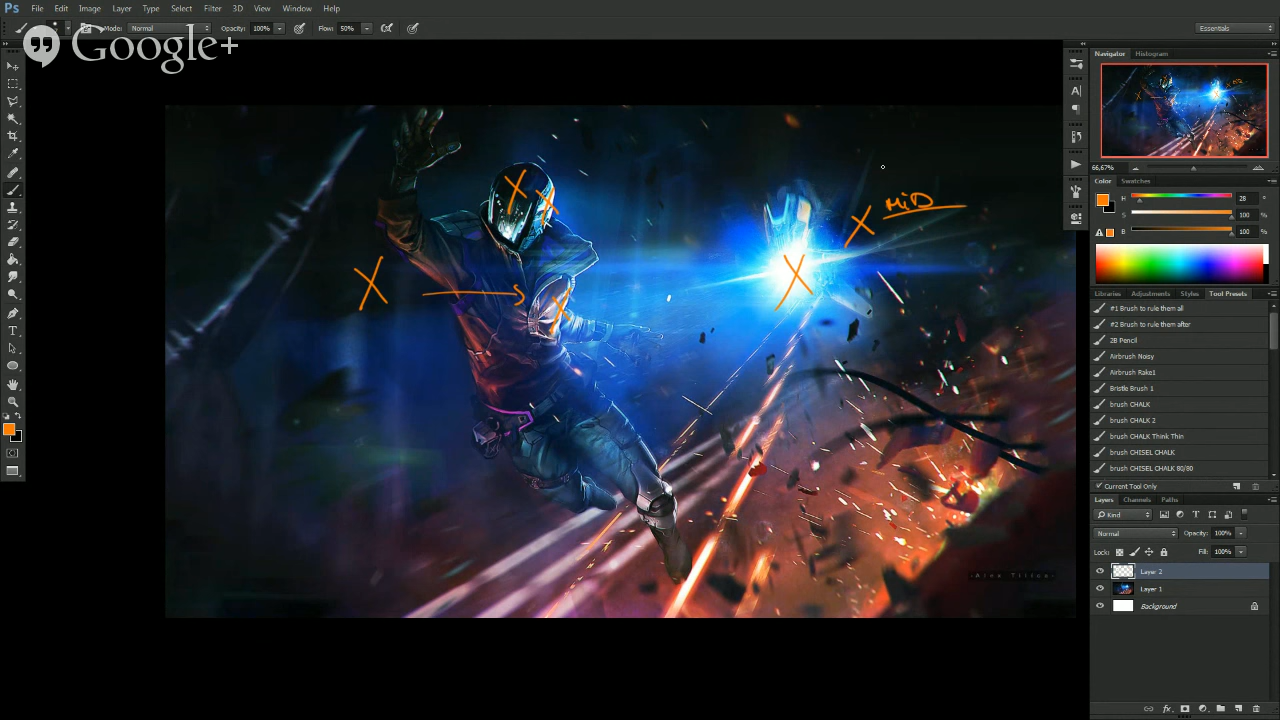 Ps File Edit Image Layer Type Select Filter 3D View Window Help
Mode: Normal Opacity: 100% Flow: 50% Essentials
Google+
Navigator Histogram
66,67%
Color Swatches
H 28 °
S 100 %
B 100 %
Libraries Adjustments Styles Tool Presets
#1 Brush to rule them all
#2 Brush to rule them after
2B Pencil
Airbrush Noisy
Airbrush Rake1
Bristle Brush 1
brush CHALK
brush CHALK 2
brush CHALK Think Thin
brush CHISEL CHALK
brush CHISEL CHALK 80/80
Current Tool Only
Layers Channels Paths
Kind
Normal Opacity: 100%
Lock: Fill: 100%
Layer 2
Layer 1
Background
X X X MiD
X X
X